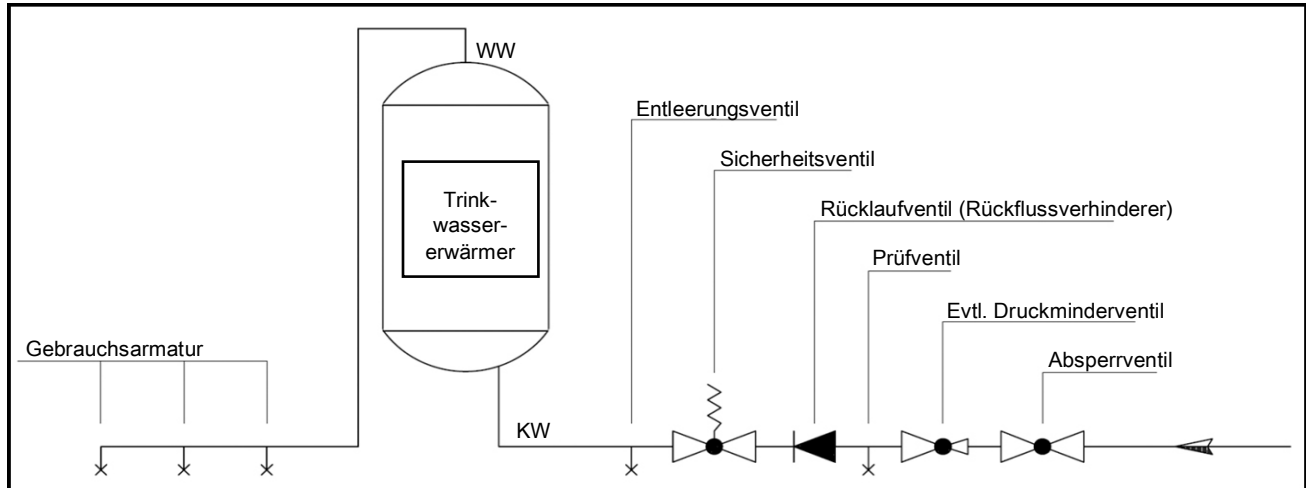 WW
Entleerungsventil
Sicherheitsventil
Trink-
wasser-
erwärmer
Rücklaufventil (Rückflussverhinderer)
Prüfventil
Evtl. Druckminderventil
Gebrauchsarmatur
Absperrventil
KW